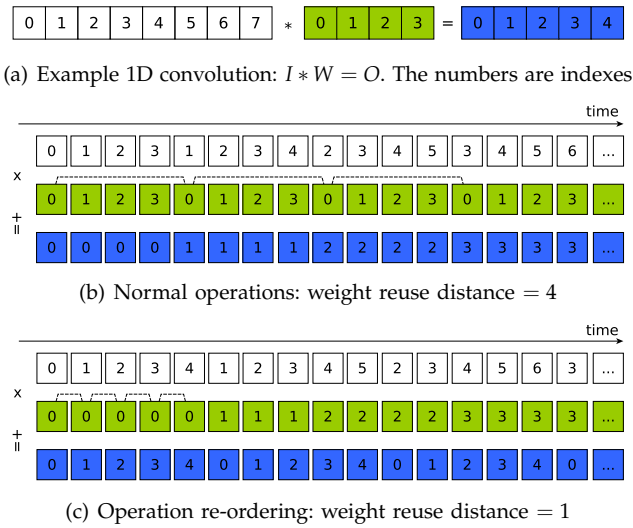 0 1 2 3 4 5 6 7 * 0 1 2 3 = 0 1 2 3 4
(a) Example 1D convolution: I ∗ W = O. The numbers are indexes
time
0 1 2 3 1 2 3 4 2 3 4 5 3 4 5 6 ...
x
0 1 2 3 0 1 2 3 0 1 2 3 0 1 2 3 ...
+=
0 0 0 0 1 1 1 1 2 2 2 2 3 3 3 3 ...
(b) Normal operations: weight reuse distance = 4
time
0 1 2 3 4 1 2 3 4 5 2 3 4 5 6 3 ...
x
0 0 0 0 0 1 1 1 2 2 2 2 3 3 3 3 ...
+=
0 1 2 3 4 0 1 2 3 4 0 1 2 3 4 0 ...
(c) Operation re-ordering: weight reuse distance = 1